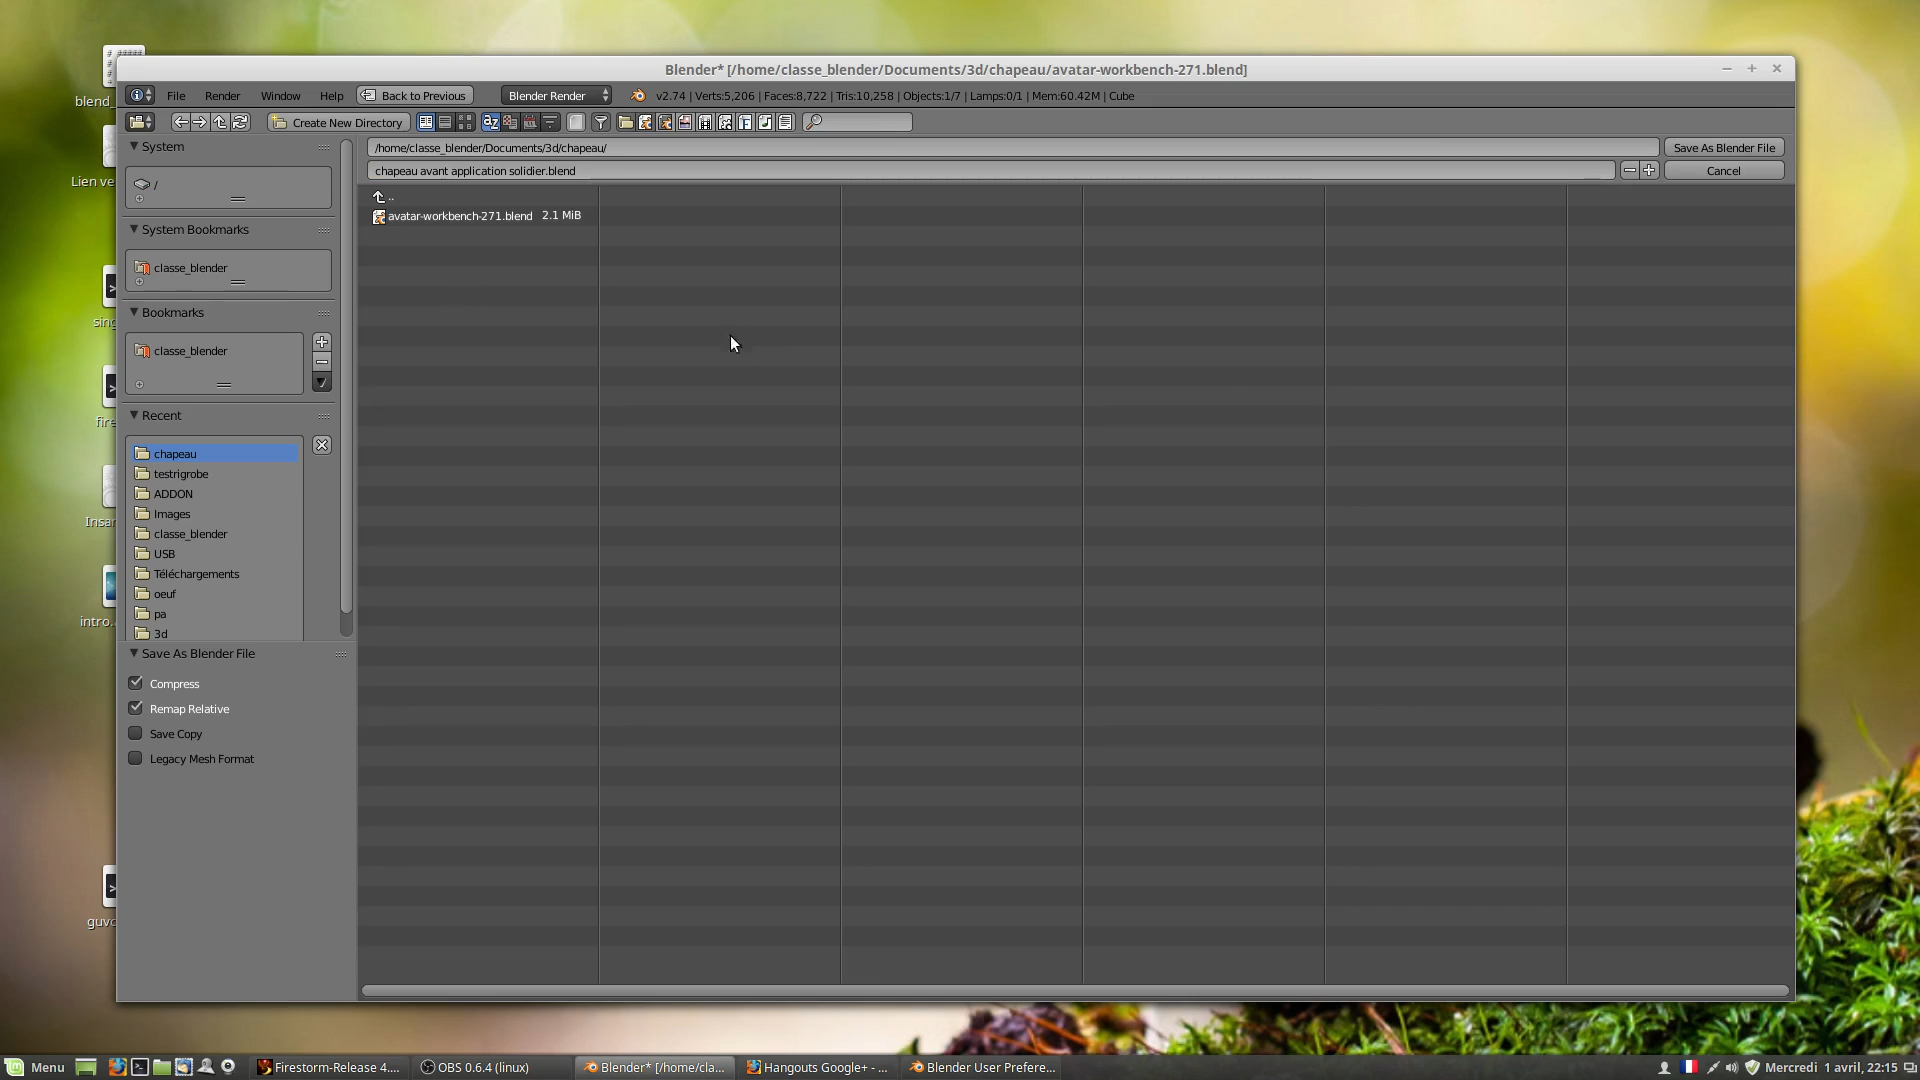 Blender* [/home/classe_blender/Documents/3d/chapeau/avatar-workbench-271.blend]
File Render Window Help Back to Previous Blender Render v2.74 | Verts:5,206 | Faces:8,722 | Tris:10,258 | Objects:1/7 | Lamps:0/1 | Mem:60.42M | Cube
Create New Directory
System
/
System Bookmarks
classe_blender
Bookmarks
classe_blender
Recent
chapeau
testrigrobe
ADDON
Images
classe_blender
USB
Téléchargements
oeuf
pa
3d
Save As Blender File
Compress
Remap Relative
Save Copy
Legacy Mesh Format
/home/classe_blender/Documents/3d/chapeau/ Save As Blender File
chapeau avant application solidier.blend Cancel
..
avatar-workbench-271.blend 2.1 MiB
blend_
Lien ve
sing
fire
Insa
intro.
guvc
Menu Firestorm-Release 4.... OBS 0.6.4 (linux) Blender* [/home/cla... Hangouts Google+ - ... Blender User Prefere... Mercredi 1 avril, 22:15